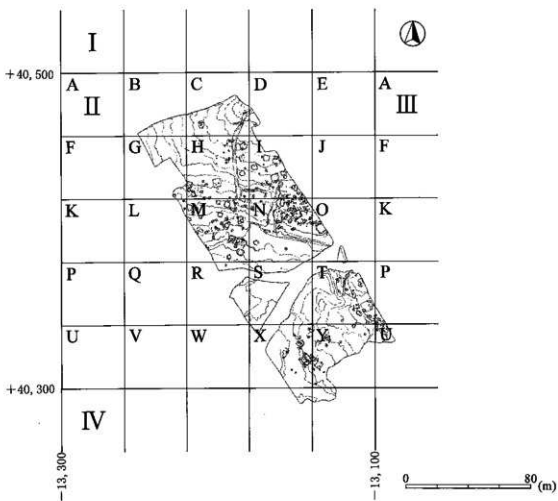 I
+40,500
A B C D E A
II III
F G H I J F
K L M N O K
P Q R S T P
U V W X Y U
+40,300
IV
13,300
13,100
0 80 (m)